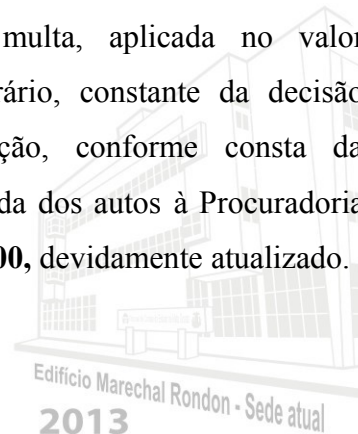 multa, aplicada no valor
rário, constante da decisão
ção, conforme consta da
da dos autos à Procuradoria
00, devidamente atualizado.
Edifício Marechal Rondon - Sede atual
2013